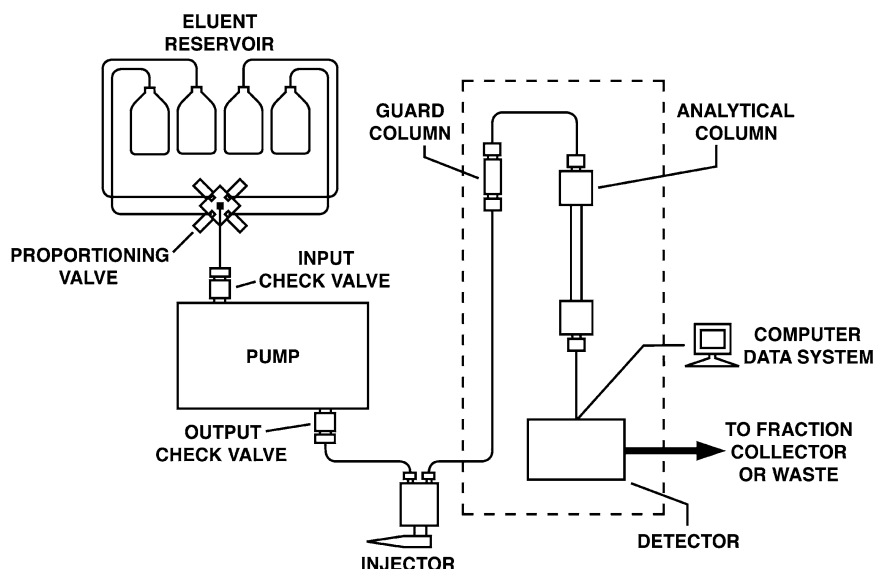 ELUENT
RESERVOIR
GUARD
COLUMN
ANALYTICAL
COLUMN
PROPORTIONING
VALVE
INPUT
CHECK VALVE
PUMP
COMPUTER
DATA SYSTEM
OUTPUT
CHECK VALVE
TO FRACTION
COLLECTOR
OR WASTE
DETECTOR
INJECTOR